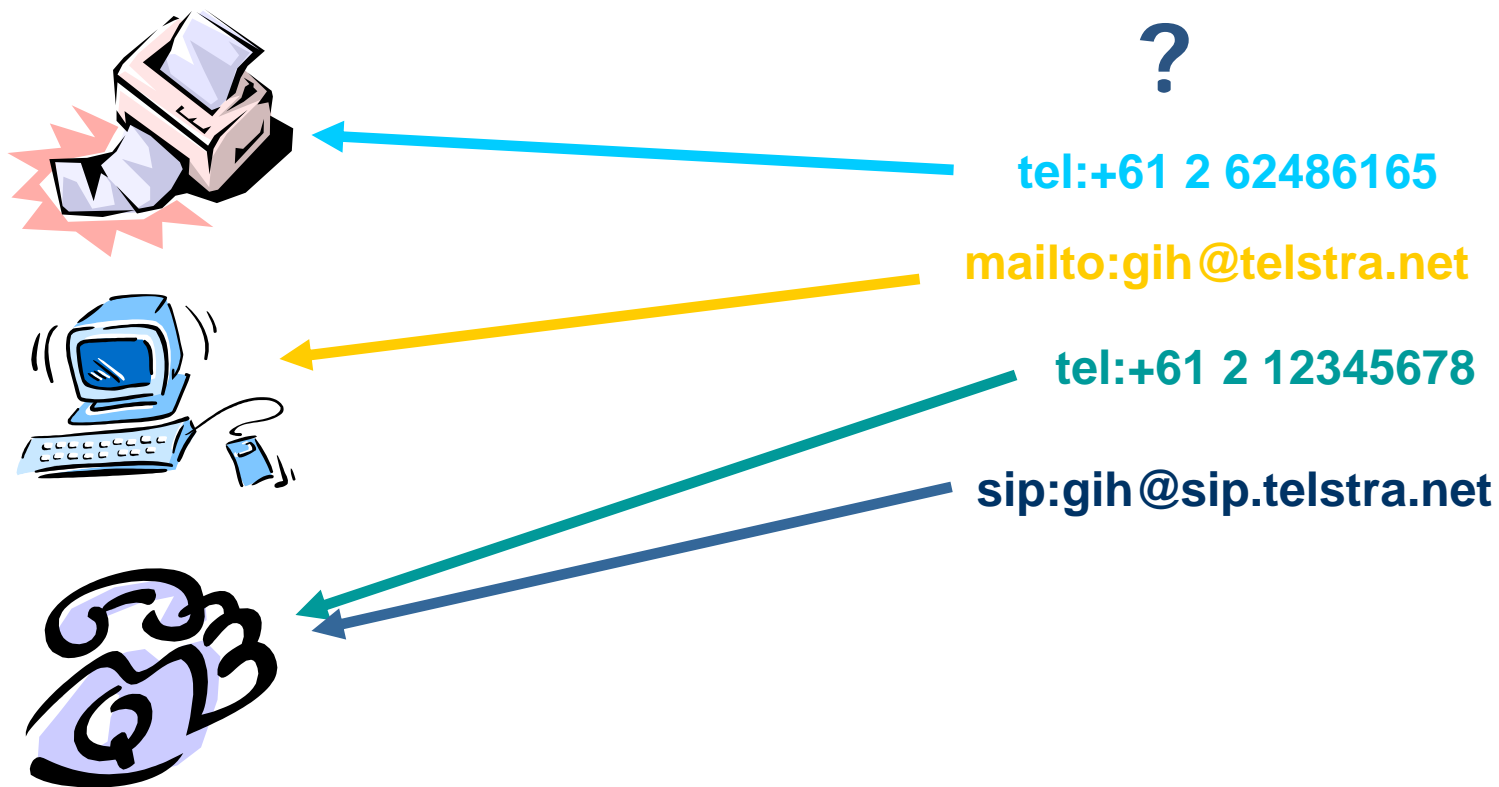 ?
tel:+61 2 62486165
mailto:gih@telstra.net
tel:+61 2 12345678
sip:gih@sip.telstra.net